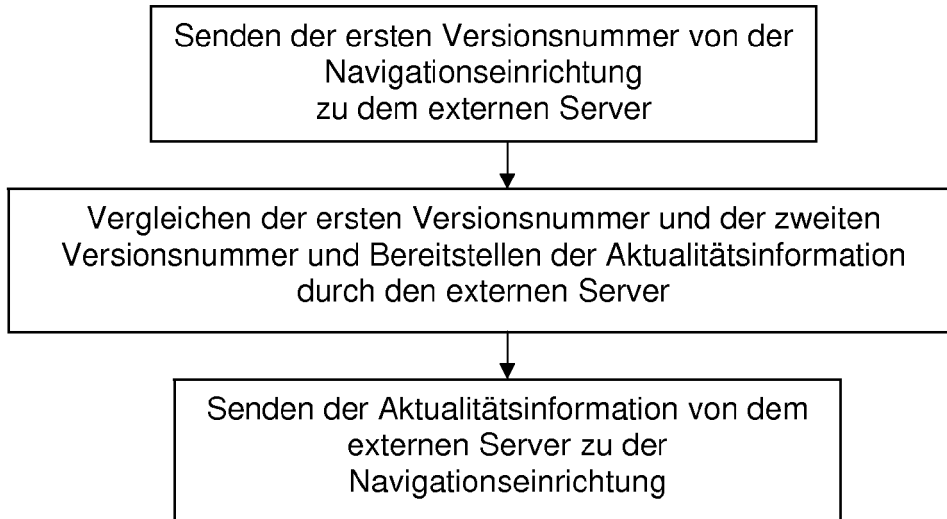 Senden der ersten Versionsnummer von der
Navigationseinrichtung
zu dem externen Server
Vergleichen der ersten Versionsnummer und der zweiten
Versionsnummer und Bereitstellen der Aktualitätsinformation
durch den externen Server
Senden der Aktualitätsinformation von dem
externen Server zu der
Navigationseinrichtung